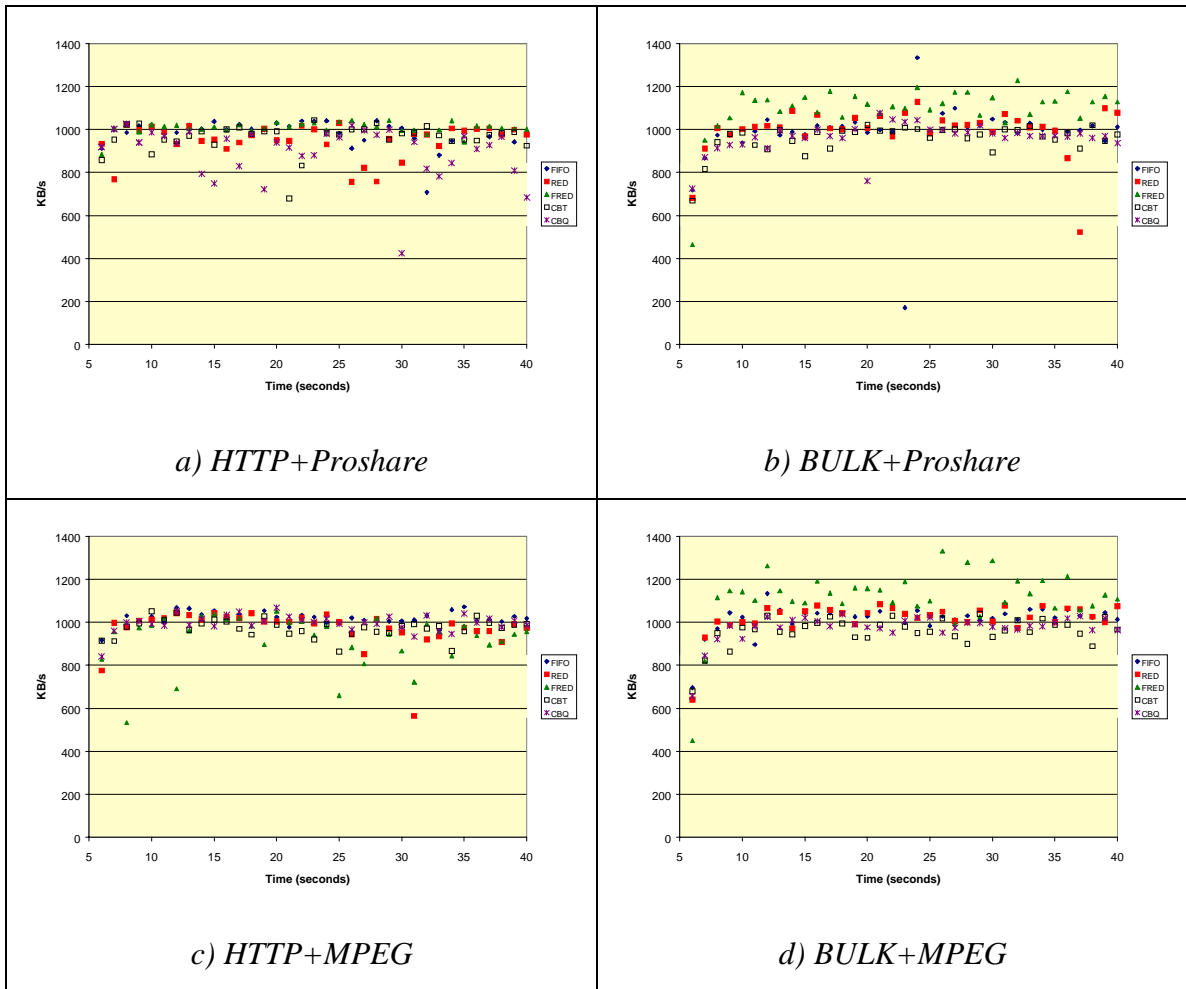 1400
1200
1000
800
600
400
200
0
KB/s
5 10 15 20 25 30 35 40
Time (seconds)
FIFO
RED
FRED
CBT
CBQ
a) HTTP+Proshare
1400
1200
1000
800
600
400
200
0
KB/s
5 10 15 20 25 30 35 40
Time (seconds)
FIFO
RED
FRED
CBT
CBQ
b) BULK+Proshare
1400
1200
1000
800
600
400
200
0
KB/s
5 10 15 20 25 30 35 40
Time (seconds)
FIFO
RED
FRED
CBT
CBQ
c) HTTP+MPEG
1400
1200
1000
800
600
400
200
0
KB/s
5 10 15 20 25 30 35 40
Time (seconds)
FIFO
RED
FRED
CBT
CBQ
d) BULK+MPEG